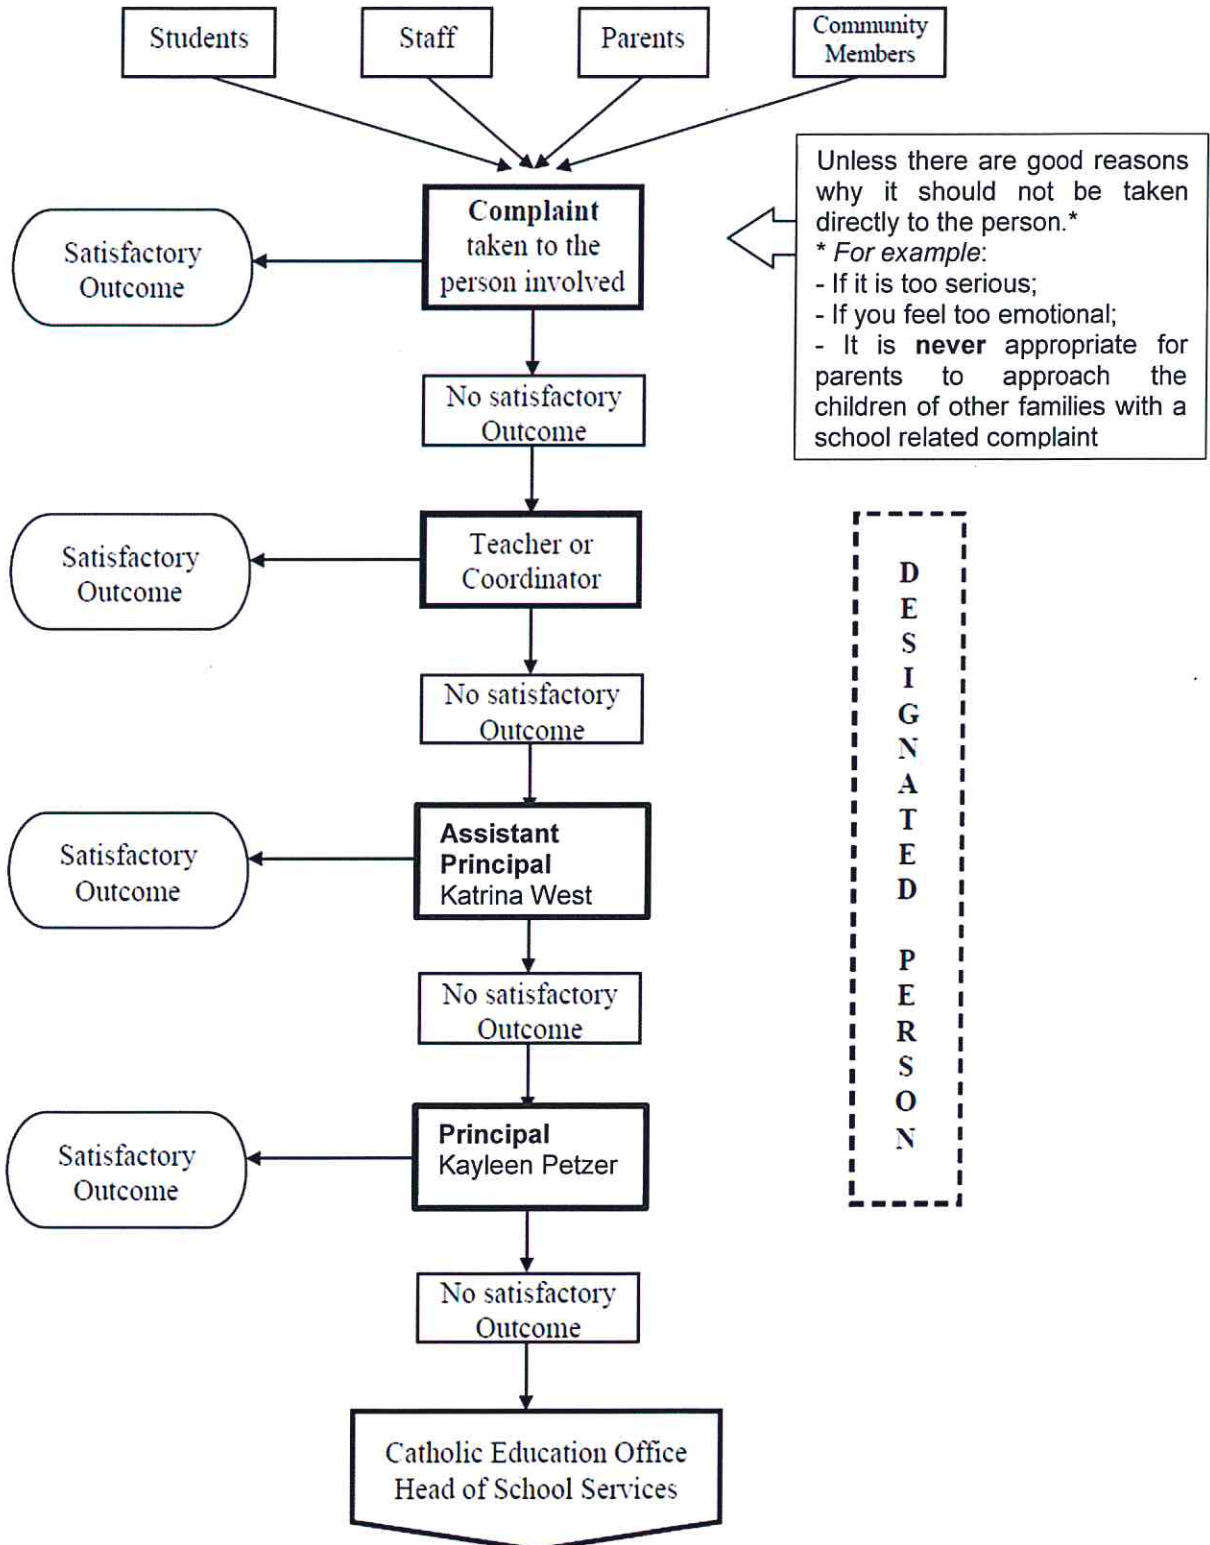 Students
Staff
Parents
Community
Members
Complaint
taken to the
person involved
Unless there are good reasons
why it should not be taken
directly to the person.*
* For example:
- If it is too serious;
- If you feel too emotional;
- It is never appropriate for
parents to approach the
children of other families with a
school related complaint
Satisfactory
Outcome
No satisfactory
Outcome
Teacher or
Coordinator
Satisfactory
Outcome
No satisfactory
Outcome
Assistant
Principal
Katrina West
Satisfactory
Outcome
No satisfactory
Outcome
Principal
Kayleen Petzer
Satisfactory
Outcome
No satisfactory
Outcome
Catholic Education Office
Head of School Services
D
E
S
I
G
N
A
T
E
D
P
E
R
S
O
N